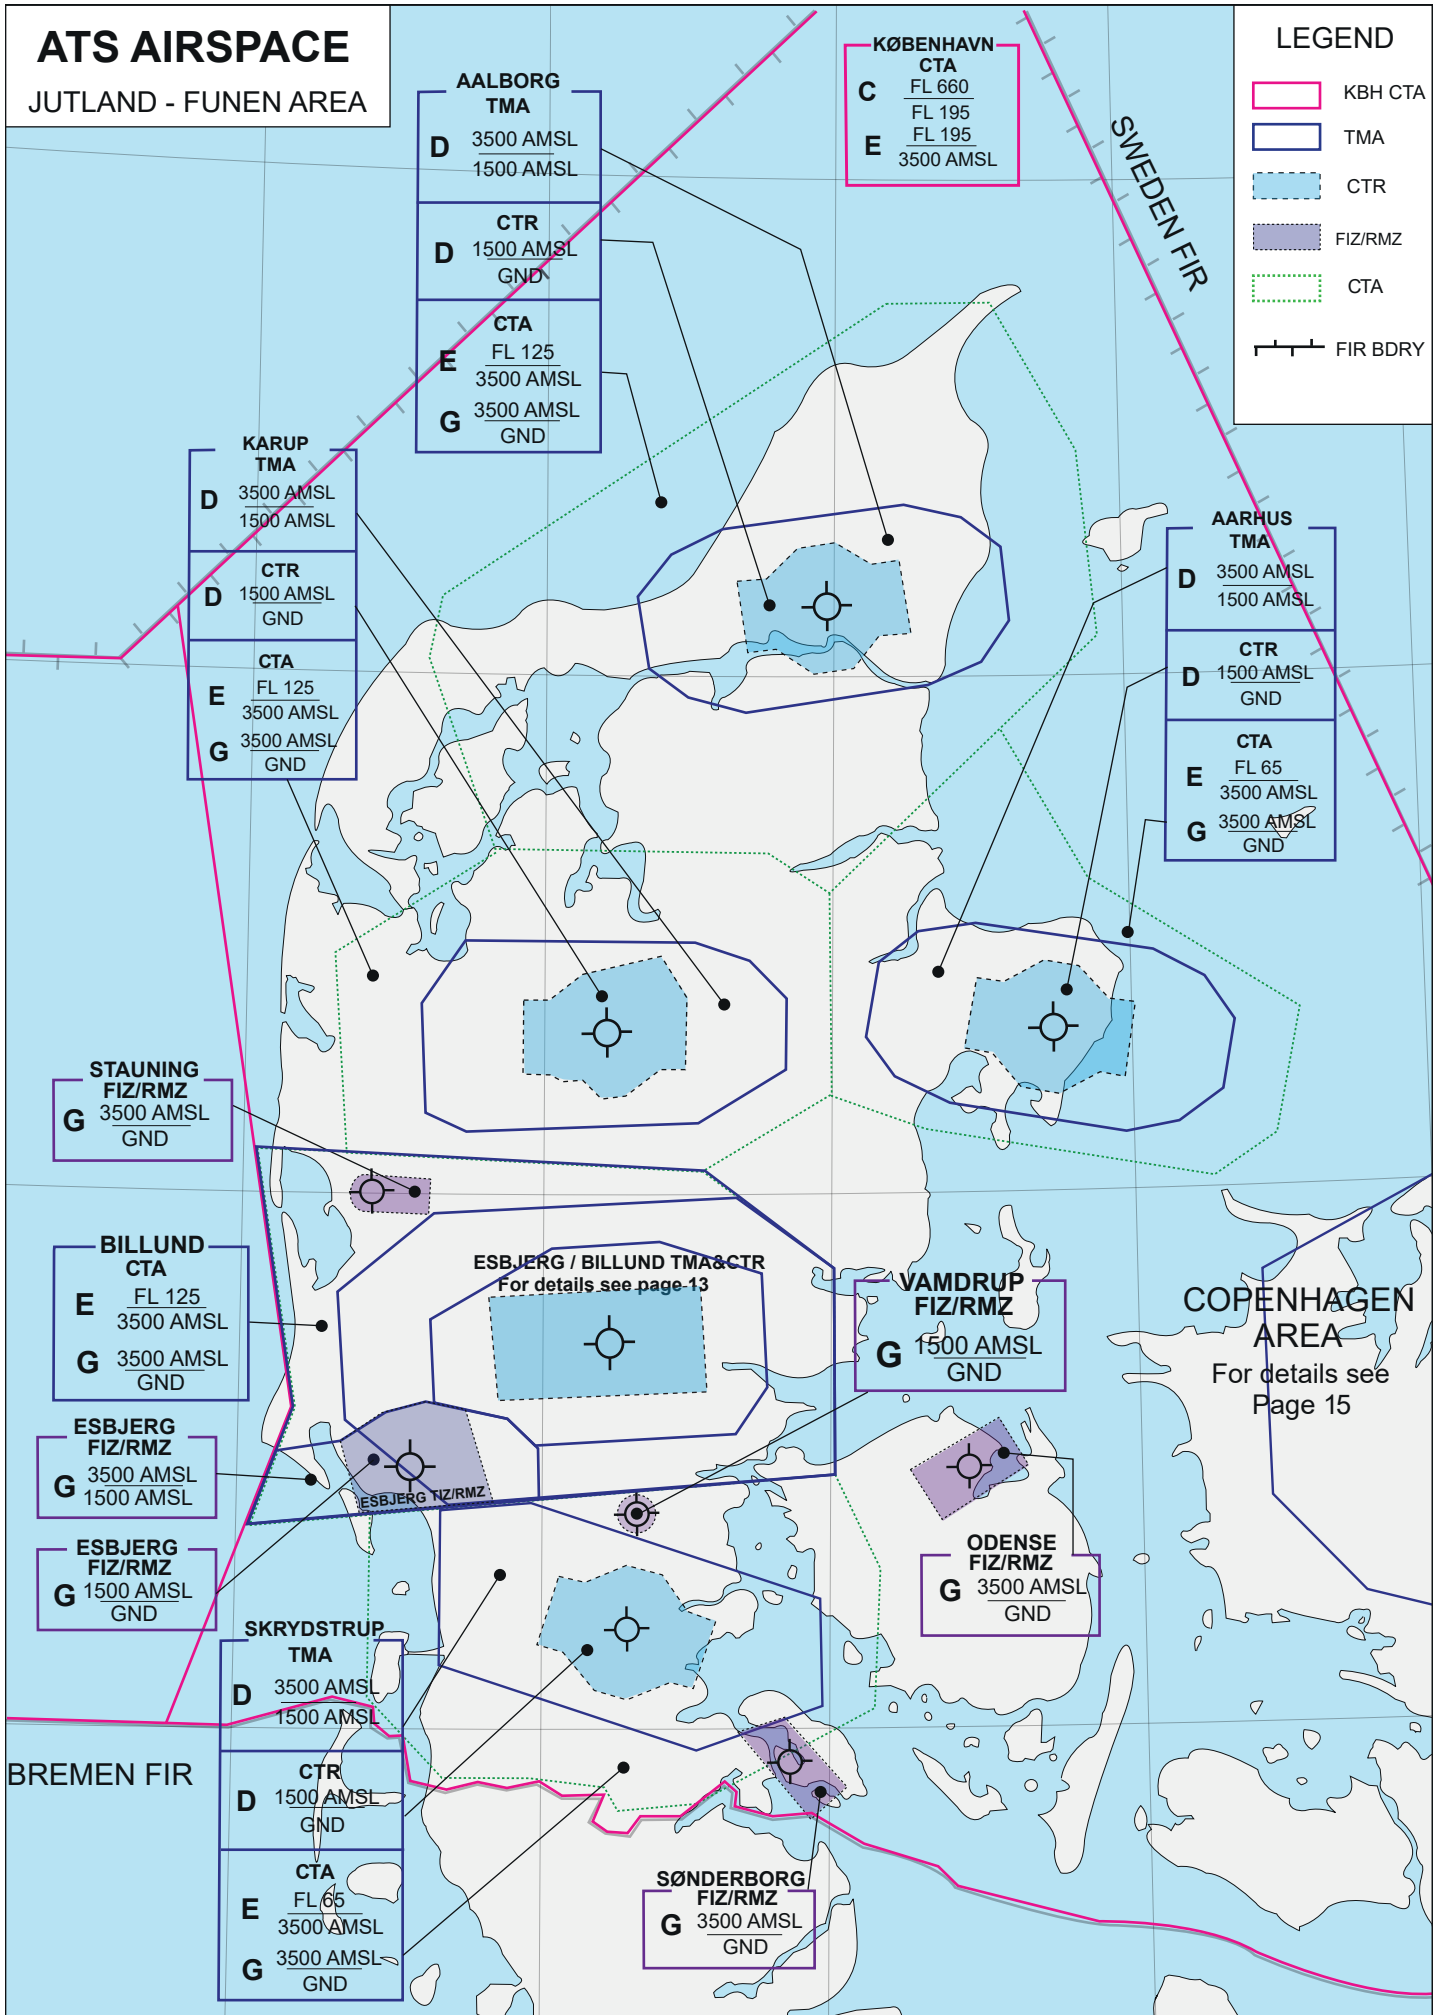 ATS AIRSPACE
JUTLAND - FUNEN AREA
AALBORG
TMA
D 3500 AMSL
1500 AMSL
CTR
D 1500 AMSL
GND
CTA
E FL 125
3500 AMSL
G 3500 AMSL
GND
KØBENHAVN
CTA
C FL 660
FL 195
E FL 195
3500 AMSL
SWEDEN FIR
LEGEND
KBH CTA
TMA
CTR
FIZ/RMZ
CTA
FIR BDRY
KARUP
TMA
D 3500 AMSL
1500 AMSL
CTR
D 1500 AMSL
GND
CTA
E FL 125
3500 AMSL
G 3500 AMSL
GND
AARHUS
TMA
D 3500 AMSL
1500 AMSL
CTR
D 1500 AMSL
GND
CTA
E FL 65
3500 AMSL
G 3500 AMSL
GND
STAUNING
FIZ/RMZ
G 3500 AMSL
GND
BILLUND
CTA
E FL 125
3500 AMSL
G 3500 AMSL
GND
ESBJERG / BILLUND TMA&CTR
For details see page 13
VAMDRUP
FIZ/RMZ
G 1500 AMSL
GND
COPENHAGEN
AREA
For details see
Page 15
ESBJERG
FIZ/RMZ
G 3500 AMSL
1500 AMSL
ESBJERG TIZ/RMZ
ESBJERG
FIZ/RMZ
G 1500 AMSL
GND
ODENSE
FIZ/RMZ
G 3500 AMSL
GND
SKRYDSTRUP
TMA
D 3500 AMSL
1500 AMSL
CTR
D 1500 AMSL
GND
CTA
E FL 65
3500 AMSL
G 3500 AMSL
GND
BREMEN FIR
SØNDERBORG
FIZ/RMZ
G 3500 AMSL
GND